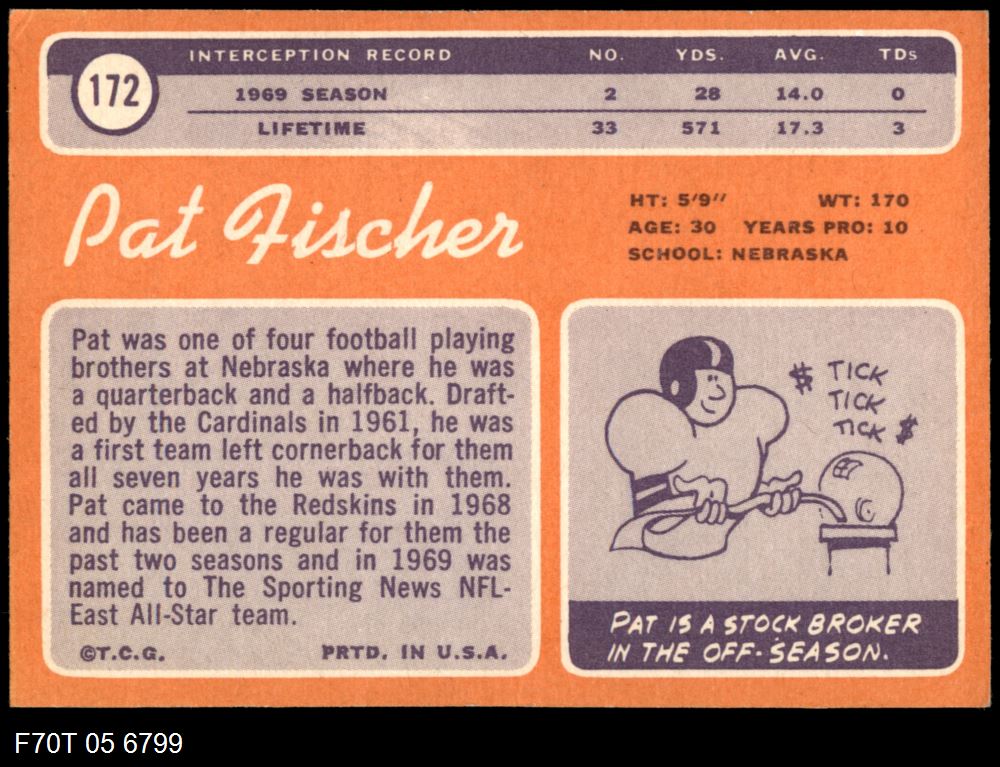 172
INTERCEPTION RECORD NO. YDS. AVG. TDs
1969 SEASON 2 28 14.0 0
LIFETIME 33 571 17.3 3
Pat Fischer
HT: 5'9" WT: 170
AGE: 30 YEARS PRO: 10
SCHOOL: NEBRASKA
Pat was one of four football playing
brothers at Nebraska where he was
a quarterback and a halfback. Draft-
ed by the Cardinals in 1961, he was
a first team left cornerback for them
all seven years he was with them.
Pat came to the Redskins in 1968
and has been a regular for them the
past two seasons and in 1969 was
named to The Sporting News NFL-
East All-Star team.
©T.C.G. PRTD. IN U.S.A.
$ TICK
TICK
TICK $
PAT IS A STOCK BROKER
IN THE OFF-SEASON.
F70T 05 6799